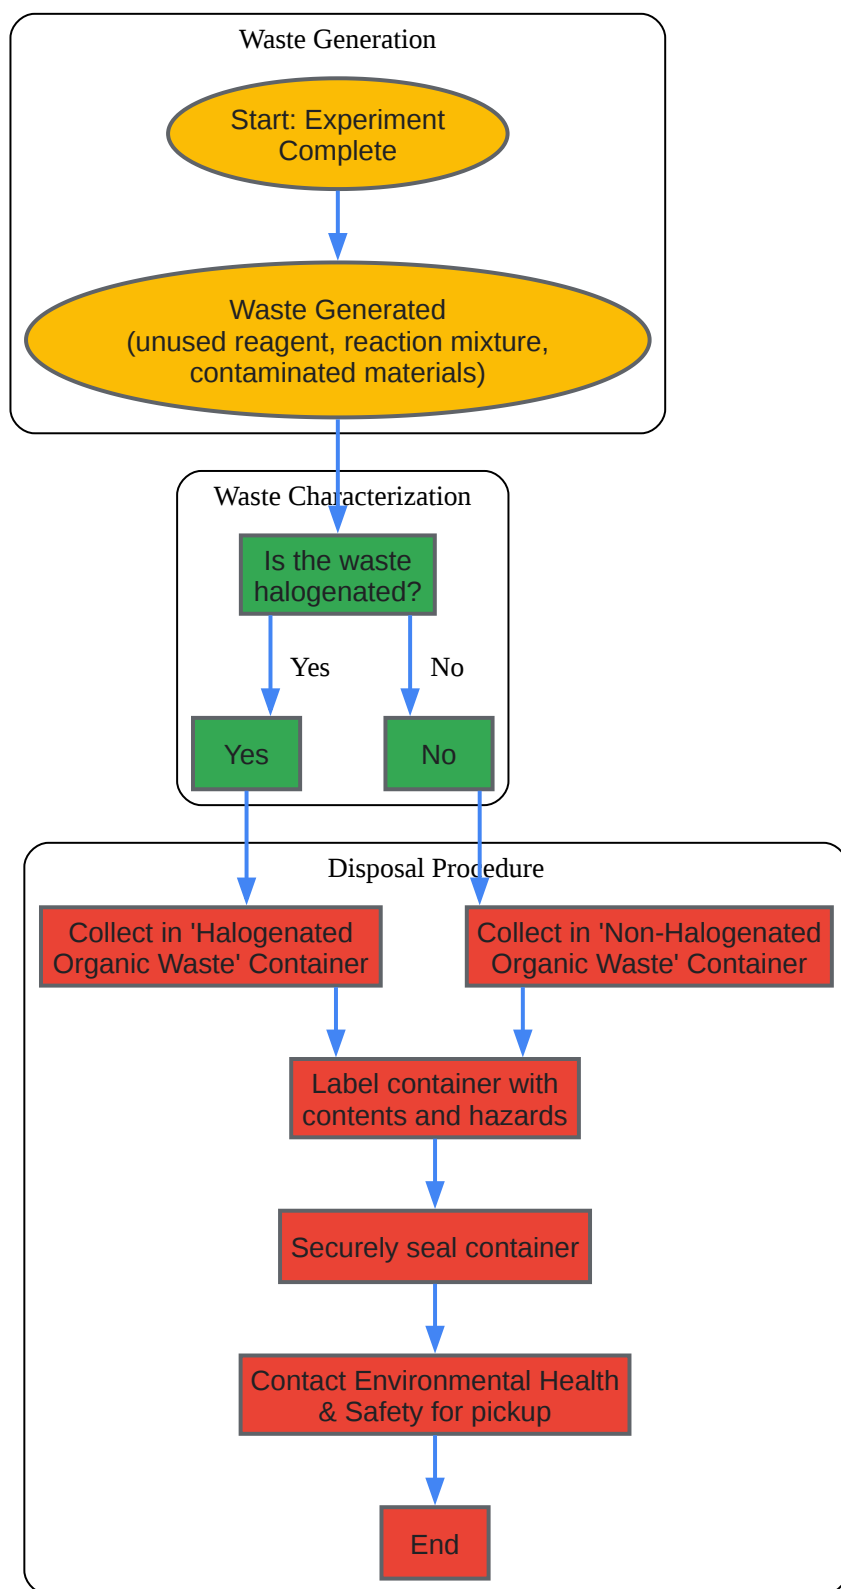 Waste Generation
Start: Experiment
Complete
Waste Generated
(unused reagent, reaction mixture,
contaminated materials)
Waste Characterization
Is the waste
halogenated?
Yes
No
Yes
No
Disposal Procedure
Collect in 'Halogenated
Organic Waste' Container
Collect in 'Non-Halogenated
Organic Waste' Container
Label container with
contents and hazards
Securely seal container
Contact Environmental Health
& Safety for pickup
End